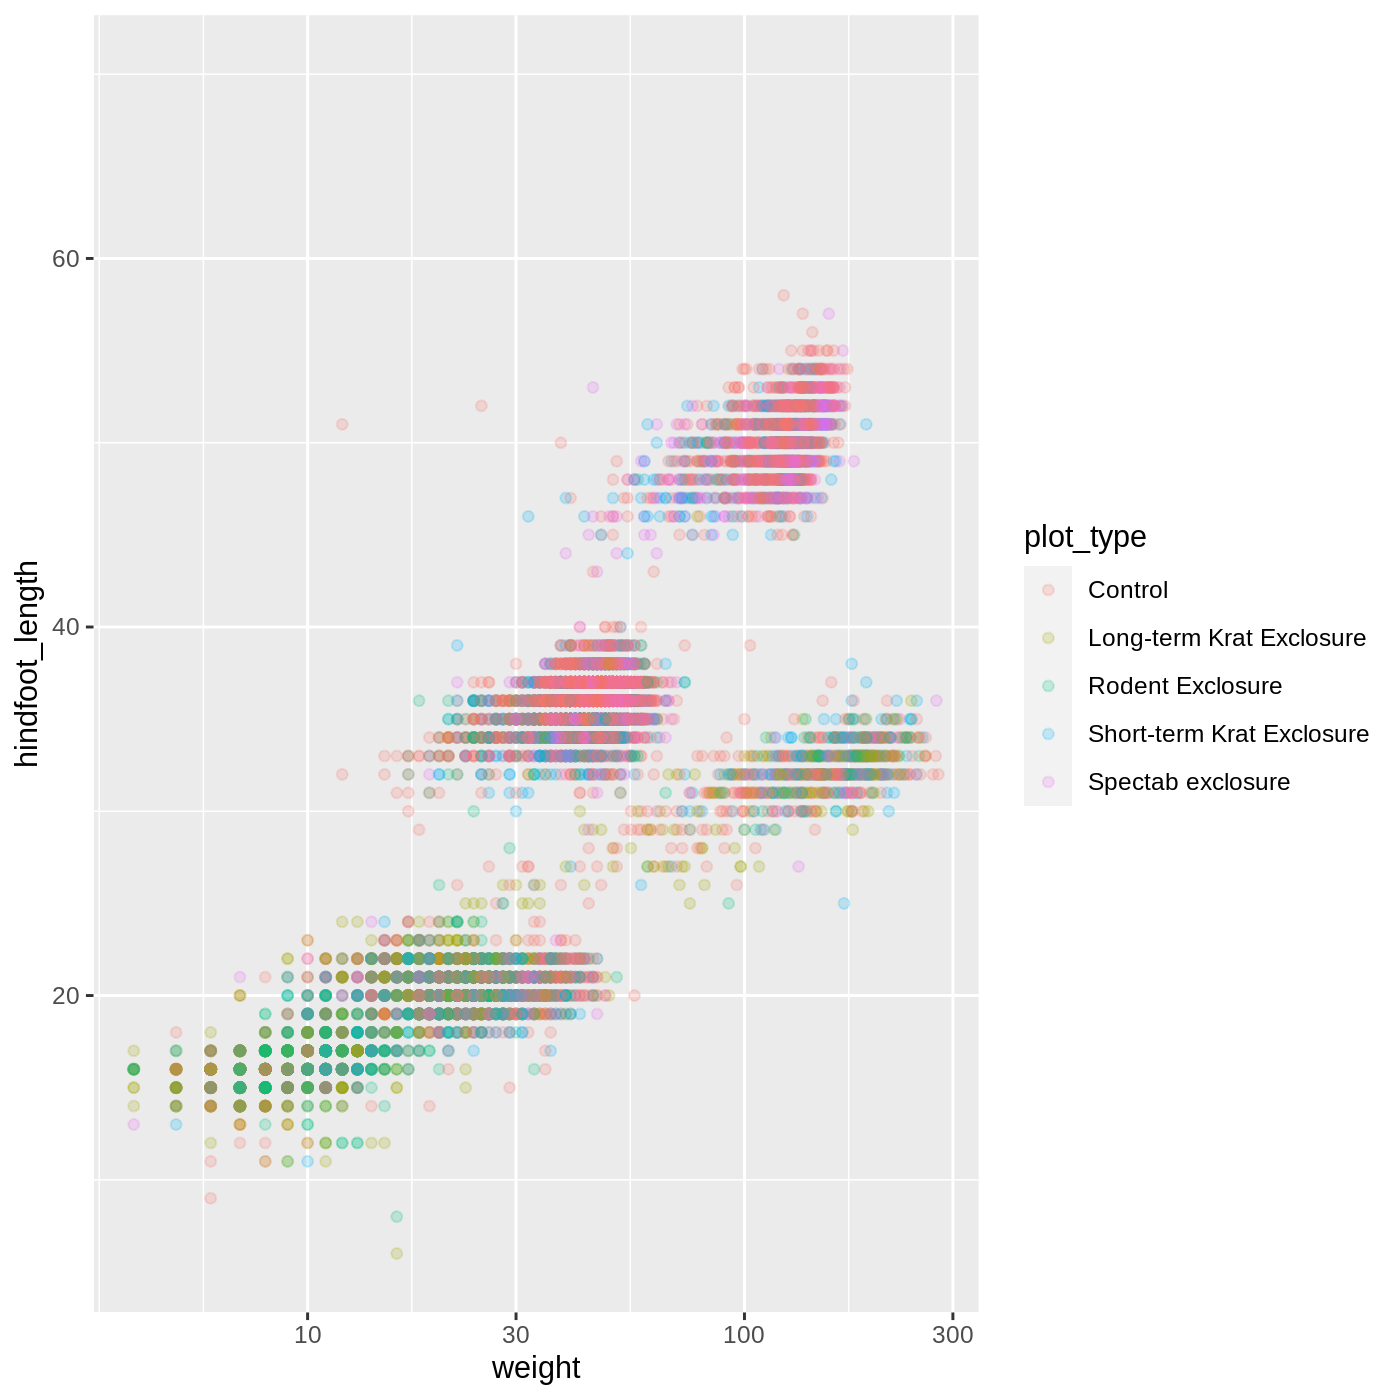 hindfoot_length
60
40
20
10
30
100
300
weight
plot_type
Control
Long-term Krat Exclosure
Rodent Exclosure
Short-term Krat Exclosure
Spectab exclosure